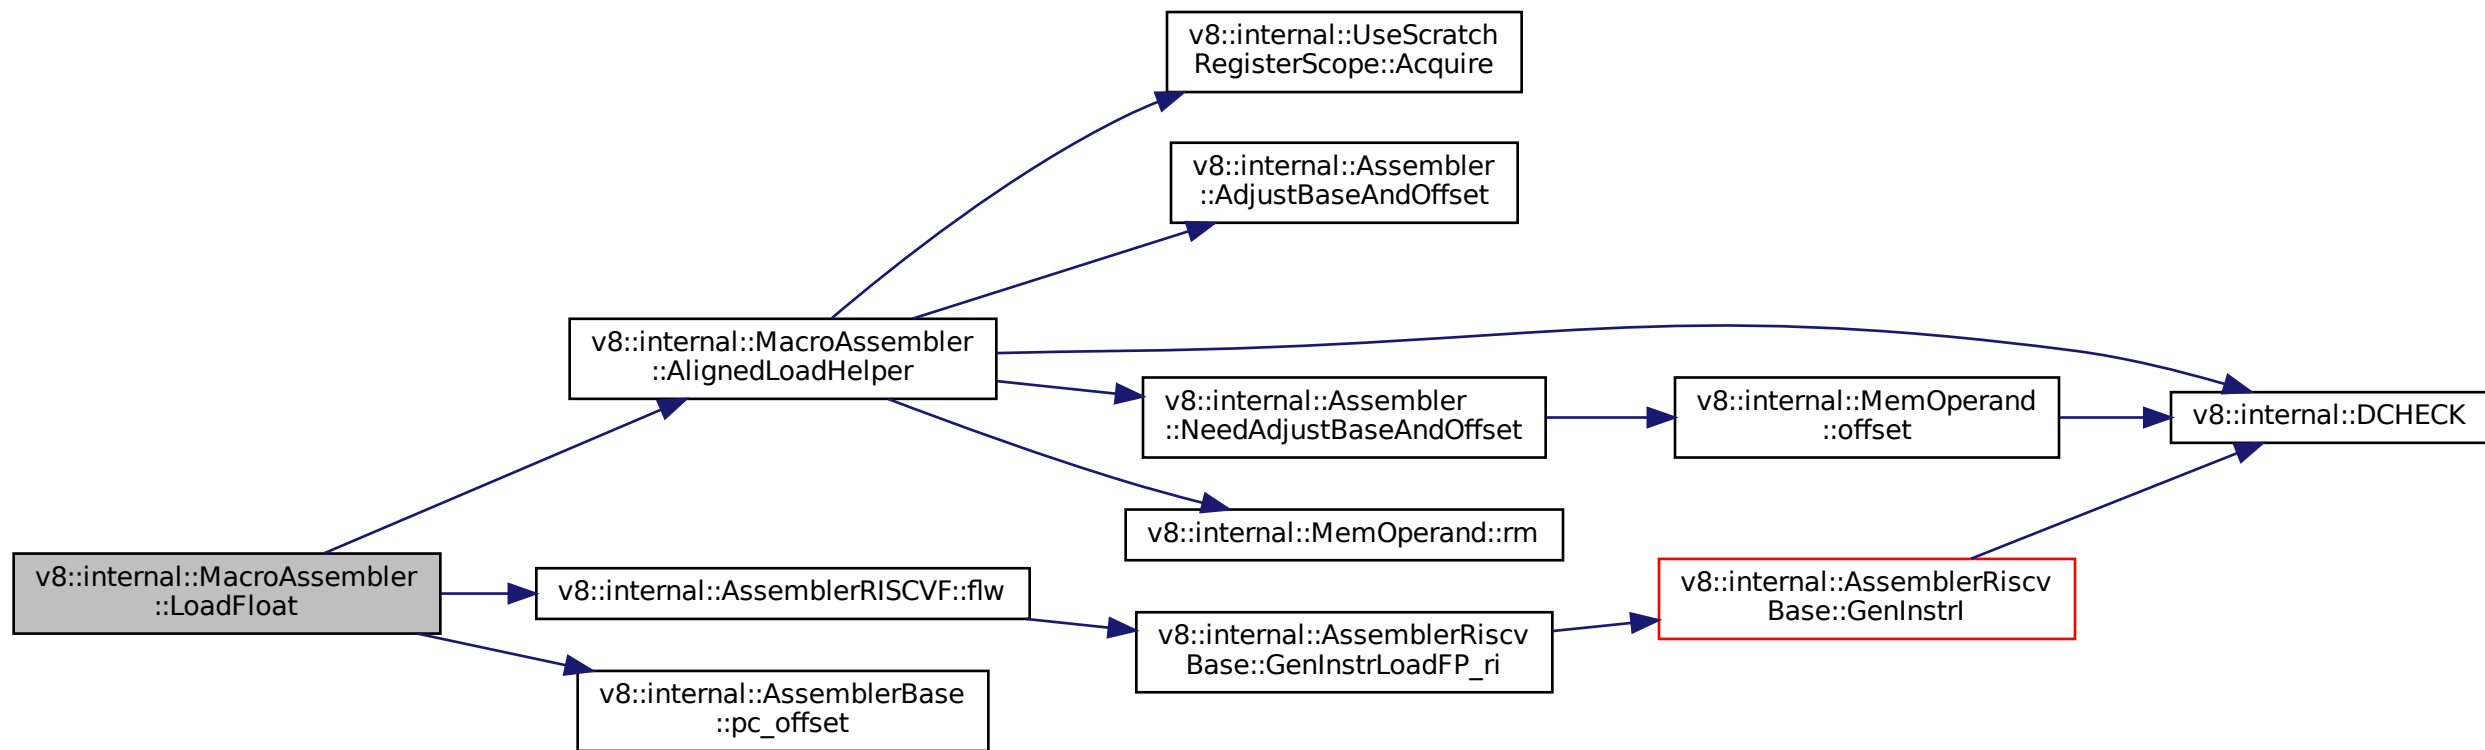 v8::internal::UseScratch
RegisterScope::Acquire
v8::internal::Assembler
::AdjustBaseAndOffset
v8::internal::MacroAssembler
::AlignedLoadHelper
v8::internal::Assembler
::NeedAdjustBaseAndOffset
v8::internal::MemOperand
::offset
v8::internal::DCHECK
v8::internal::MemOperand::rm
v8::internal::MacroAssembler
::LoadFloat
v8::internal::AssemblerRISCVF::flw
v8::internal::AssemblerRiscv
Base::GenInstrLoadFP_ri
v8::internal::AssemblerRiscv
Base::GenInstrI
v8::internal::AssemblerBase
::pc_offset